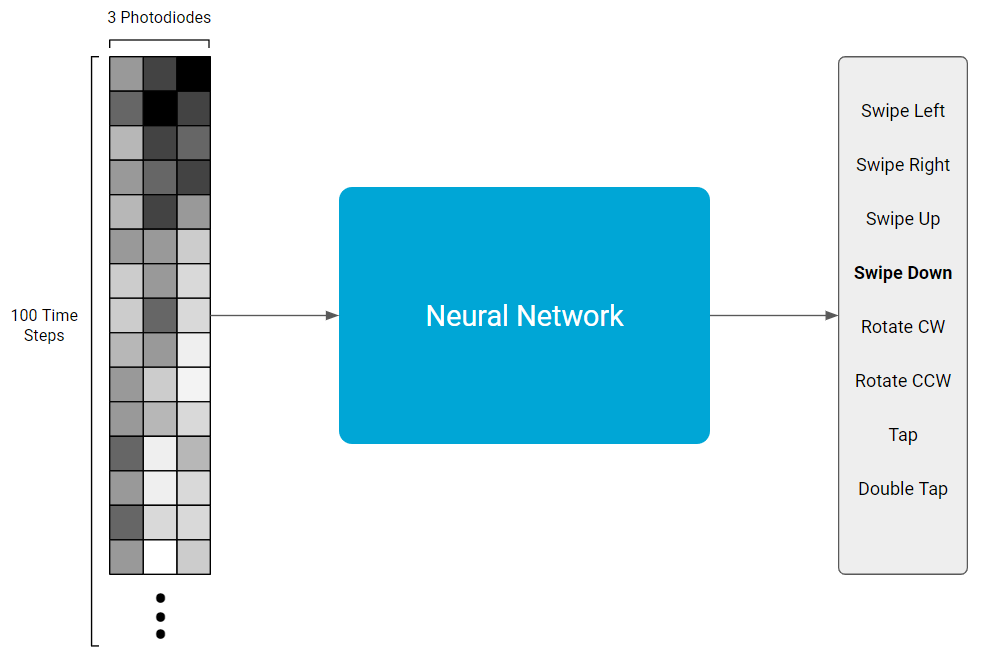 3 Photodiodes
100 Time
Steps
Neural Network
Swipe Left
Swipe Right
Swipe Up
Swipe Down
Rotate CW
Rotate CCW
Tap
Double Tap